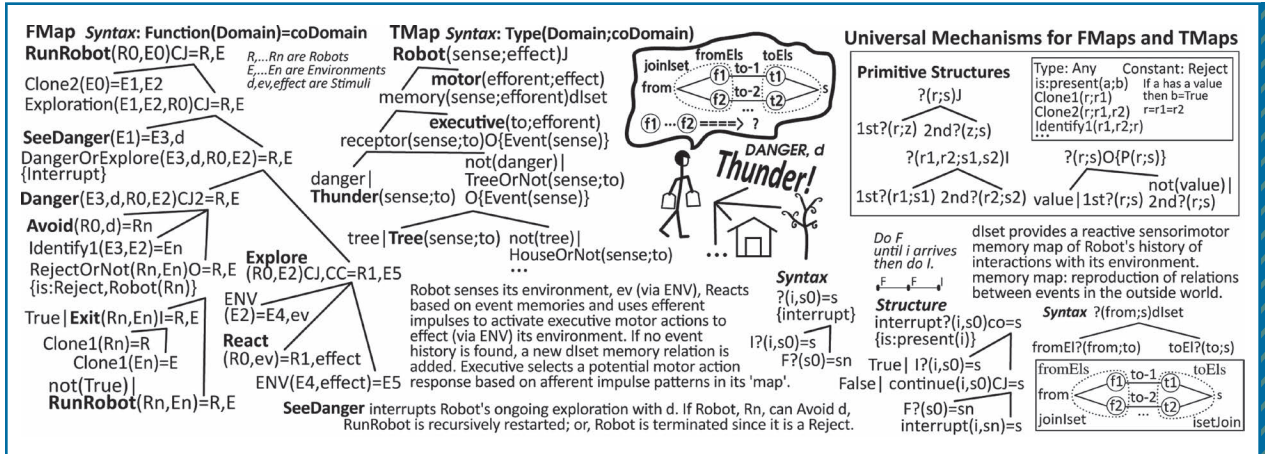 FMap Syntax: Function(Domain)=coDomain
RunRobot(R0,E0)CJ=R,E
R,...Rn are Robots
E,...En are Environments
d,ev,effect are Stimuli
Clone2(E0)=E1,E2
Exploration(E1,E2,R0)CJ=R,E
SeeDanger(E1)=E3,d
DangerOrExplore(E3,d,R0,E2)=R,E
{Interrupt}
Danger(E3,d,R0,E2)CJ2=R,E
Avoid(R0,d)=Rn
Identify1(E3,E2)=En
RejectOrNot(Rn,En)O=R,E
{is:Reject,Robot(Rn)}
True|Exit(Rn,En)I=R,E
Clone1(Rn)=R
Clone1(En)=E
not(True)|
RunRobot(Rn,En)=R,E
Explore
(R0,E2)CJ,CC=R1,E5
ENV
(E2)=E4,ev
React
(R0,ev)=R1,effect
ENV(E4,effect)=E5
TMap Syntax: Type(Domain;coDomain)
Robot(sense;effect)J
motor(efforent;effect)
memory(sense;efforent)dIset
executive(to;efforent)
receptor(sense;to)O{Event(sense)}
danger|
Thunder(sense;to)
not(danger)|
TreeOrNot(sense;to)
O{Event(sense)}
tree|Tree(sense;to)
not(tree)|
HouseOrNot(sense;to)
...
fromEls toEls
joinIset
f1 to-1 t1
from s
f2 to-2 t2
...
f1 ... f2 ====> ?
DANGER, d
Thunder!
...
Robot senses its environment, ev (via ENV), Reacts
based on event memories and uses efferent
impulses to activate executive motor actions to
effect (via ENV) its environment. If no event
history is found, a new dIset memory relation is
added. Executive selects a potential motor action
response based on afferent impulse patterns in its 'map'.
SeeDanger interrupts Robot's ongoing exploration with d. If Robot, Rn, can Avoid d,
RunRobot is recursively restarted; or, Robot is terminated since it is a Reject.
Universal Mechanisms for FMaps and TMaps
Primitive Structures
?(r;s)J
1st?(r;z) 2nd?(z;s)
Type: Any Constant: Reject
is:present(a;b) If a has a value
Clone1(r;r1) then b=True
Clone2(r;r1,r2) r=r1=r2
Identify1(r1,r2;r)
...
?(r1,r2;s1,s2)I
1st?(r1;s1) 2nd?(r2;s2)
?(r;s)O{P(r;s)}
value|1st?(r;s)
not(value)|
2nd?(r;s)
Do F
until i arrives
then do I.
F F I
Syntax
?(i,s0)=s
{interrupt}
I?(i,s0)=s
F?(s0)=sn
Structure
interrupt?(i,s0)co=s
{is:present(i)}
True| I?(i,s0)=s
False| continue(i,s0)CJ=s
F?(s0)=sn
interrupt(i,sn)=s
dIset provides a reactive sensorimotor
memory map of Robot's history of
interactions with its environment.
memory map: reproduction of relations
between events in the outside world.
Syntax ?(from;s)dIset
fromEl?(from;to) toEl?(to;s)
fromEls toEls
f1 to-1 t1
from s
f2 to-2 t2
...
joinIset isetJoin